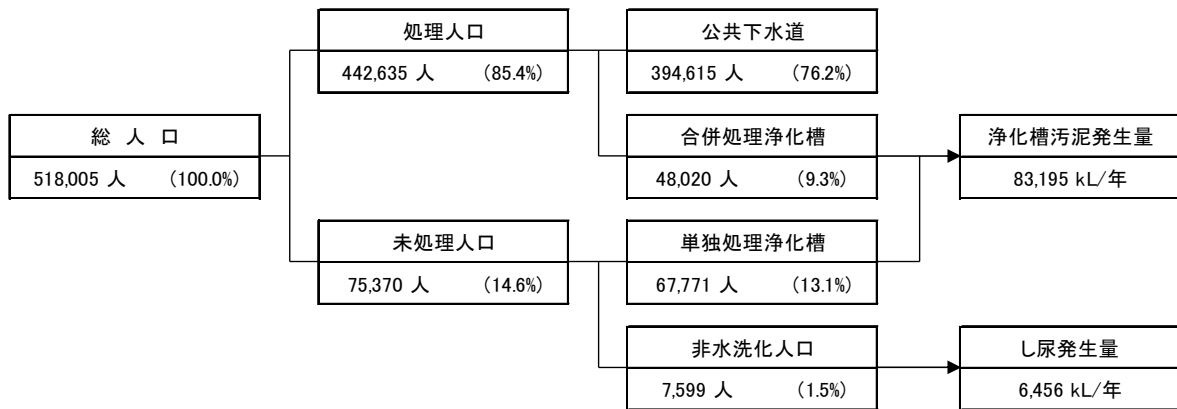 処理人口
442,635 人 (85.4%)
公共下水道
394,615 人 (76.2%)
総 人 口
518,005 人 (100.0%)
合併処理浄化槽
48,020 人 (9.3%)
浄化槽汚泥発生量
83,195 kL/年
未処理人口
75,370 人 (14.6%)
単独処理浄化槽
67,771 人 (13.1%)
非水洗化人口
7,599 人 (1.5%)
し尿発生量
6,456 kL/年